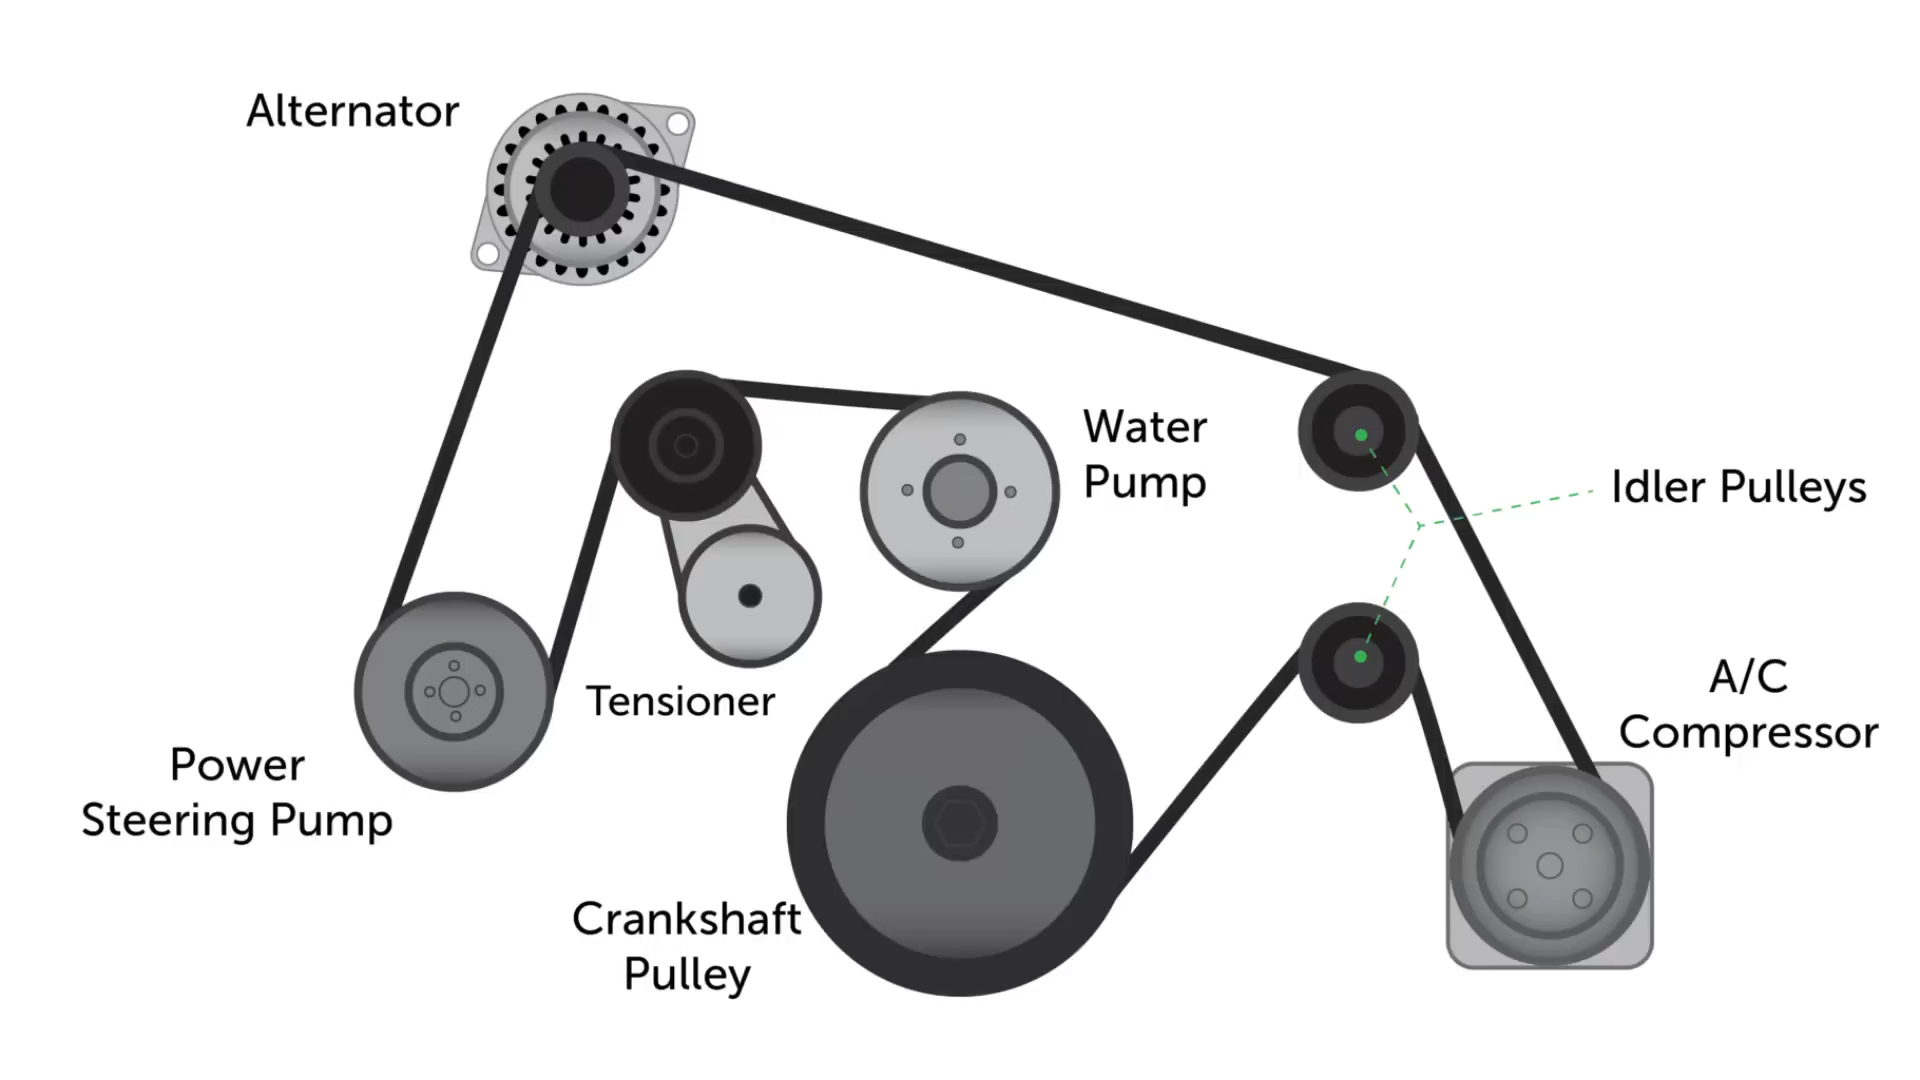 Alternator
Water
Pump
Idler Pulleys
A/C
Compressor
Tensioner
Power
Steering Pump
Crankshaft
Pulley